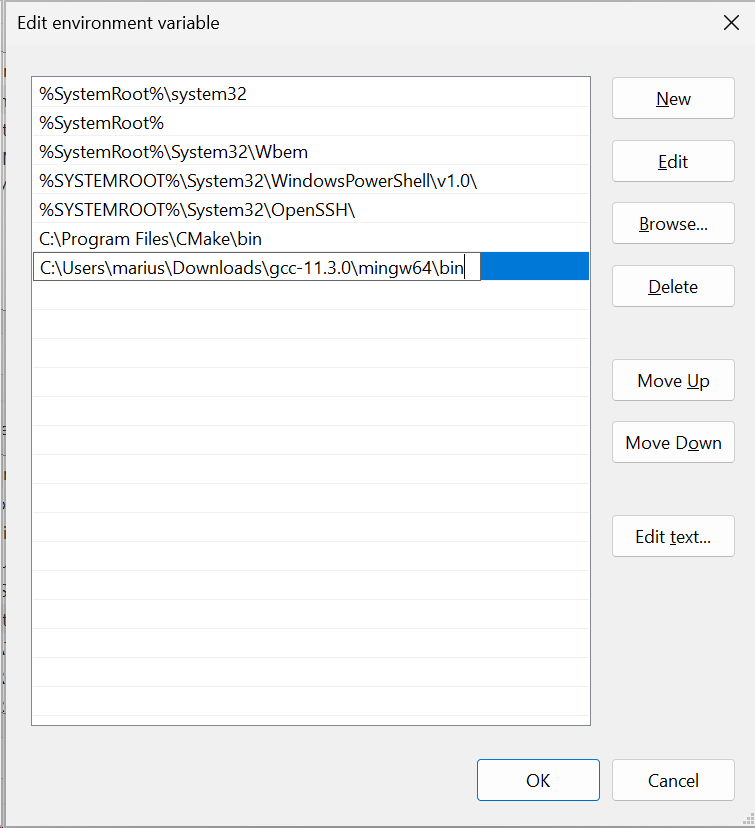 Edit environment variable
%SystemRoot%\system32
%SystemRoot%
%SystemRoot%\System32\Wbem
%SYSTEMROOT%\System32\WindowsPowerShell\v1.0\
%SYSTEMROOT%\System32\OpenSSH\
C:\Program Files\CMake\bin
C:\Users\marius\Downloads\gcc-11.3.0\mingw64\bin
New
Edit
Browse...
Delete
Move Up
Move Down
Edit text...
OK
Cancel